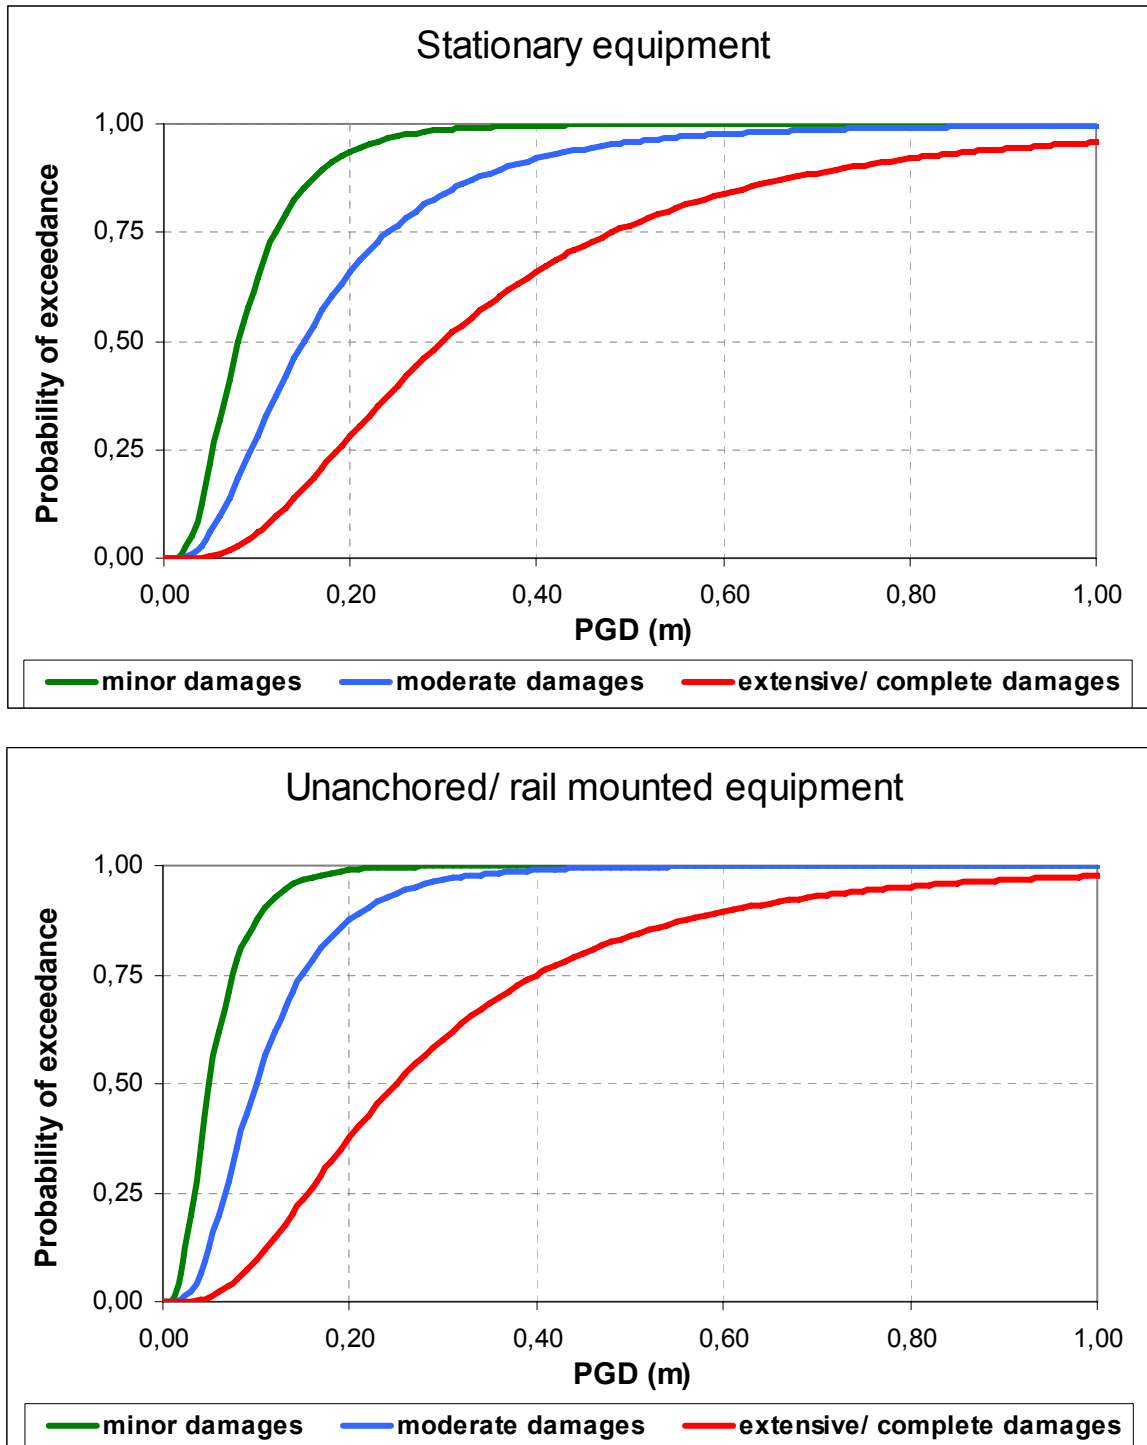 Stationary equipment
1,00
0,75
0,50
0,25
0,00
Probability of exceedance
0,00 0,20 0,40 0,60 0,80 1,00
PGD (m)
minor damages moderate damages extensive/ complete damages
Unanchored/ rail mounted equipment
1,00
0,75
0,50
0,25
0,00
Probability of exceedance
0,00 0,20 0,40 0,60 0,80 1,00
PGD (m)
minor damages moderate damages extensive/ complete damages